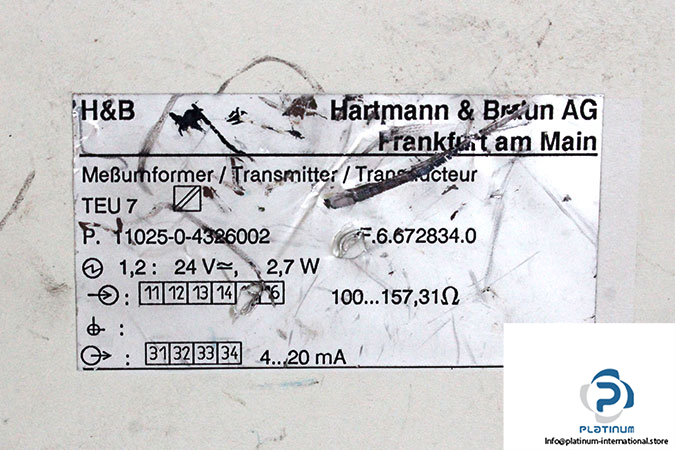 H&B Hartmann & Braun AG
Frankfurt am Main
Meßumformer / Transmitter / Transducteur
TEU 7
P. 11025-0-4326002 F.6.672834.0
1,2 : 24 V≂, 2,7 W
: 11 12 13 14 16 100...157,31Ω
:
: 31 32 33 34 4...20 mA
PLATINUM
Info@platinum-international.store